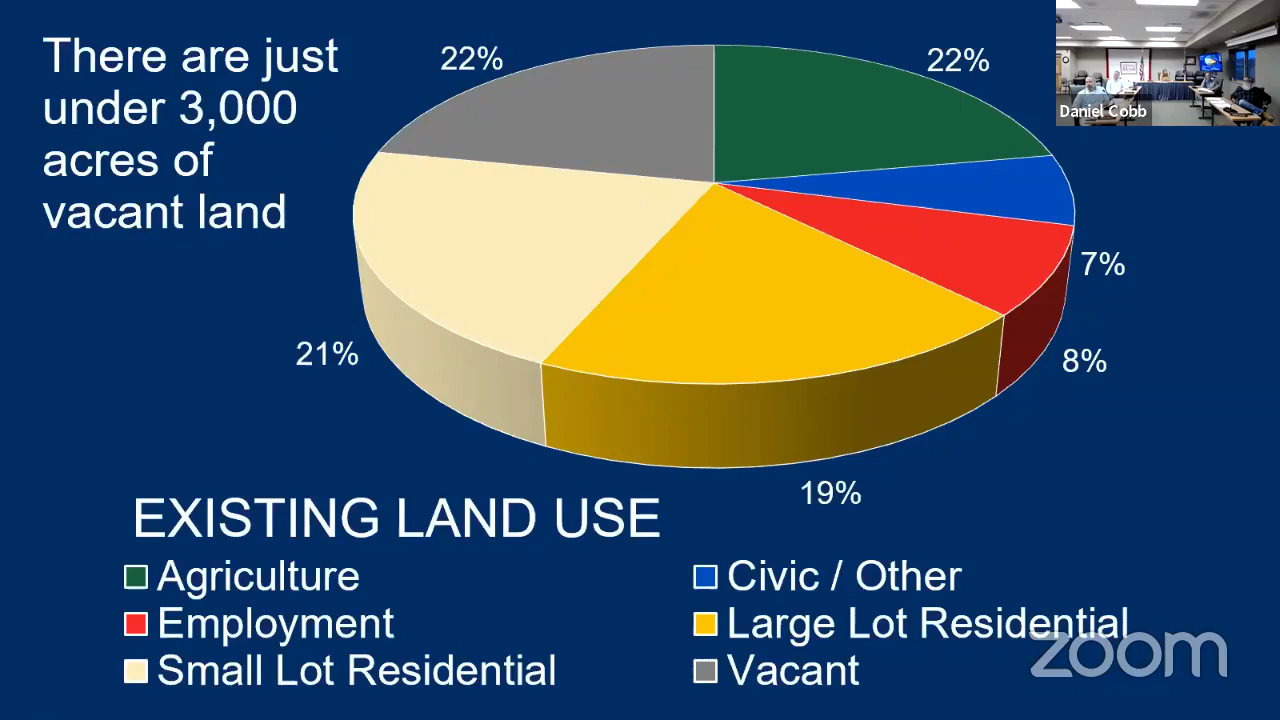 There are just
under 3,000
acres of
vacant land
22%
22%
Daniel Cobb
7%
8%
21%
19%
EXISTING LAND USE
Agriculture
Civic / Other
Employment
Large Lot Residential
Small Lot Residential
Vacant
zoom